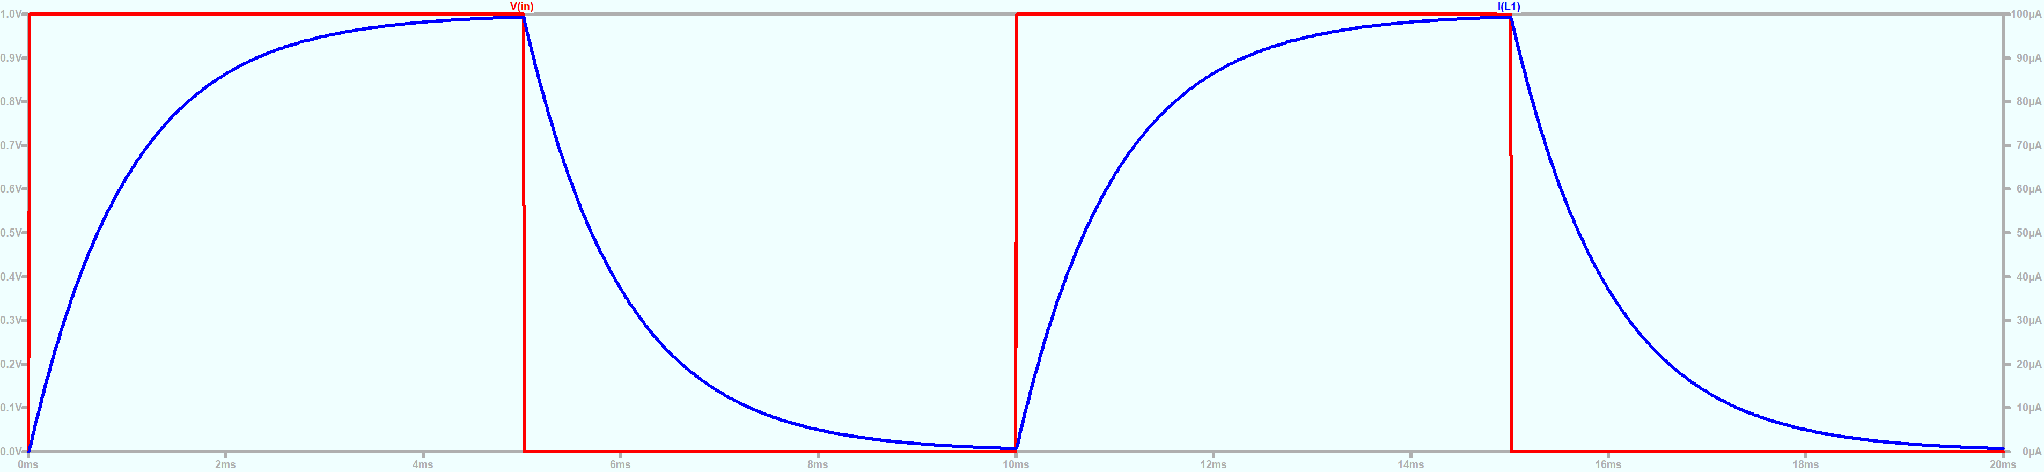 V(in) I(L1)
1.0V 100µA
0.9V 90µA
0.8V 80µA
0.7V 70µA
0.6V 60µA
0.5V 50µA
0.4V 40µA
0.3V 30µA
0.2V 20µA
0.1V 10µA
0.0V 0µA
0ms 2ms 4ms 6ms 8ms 10ms 12ms 14ms 16ms 18ms 20ms